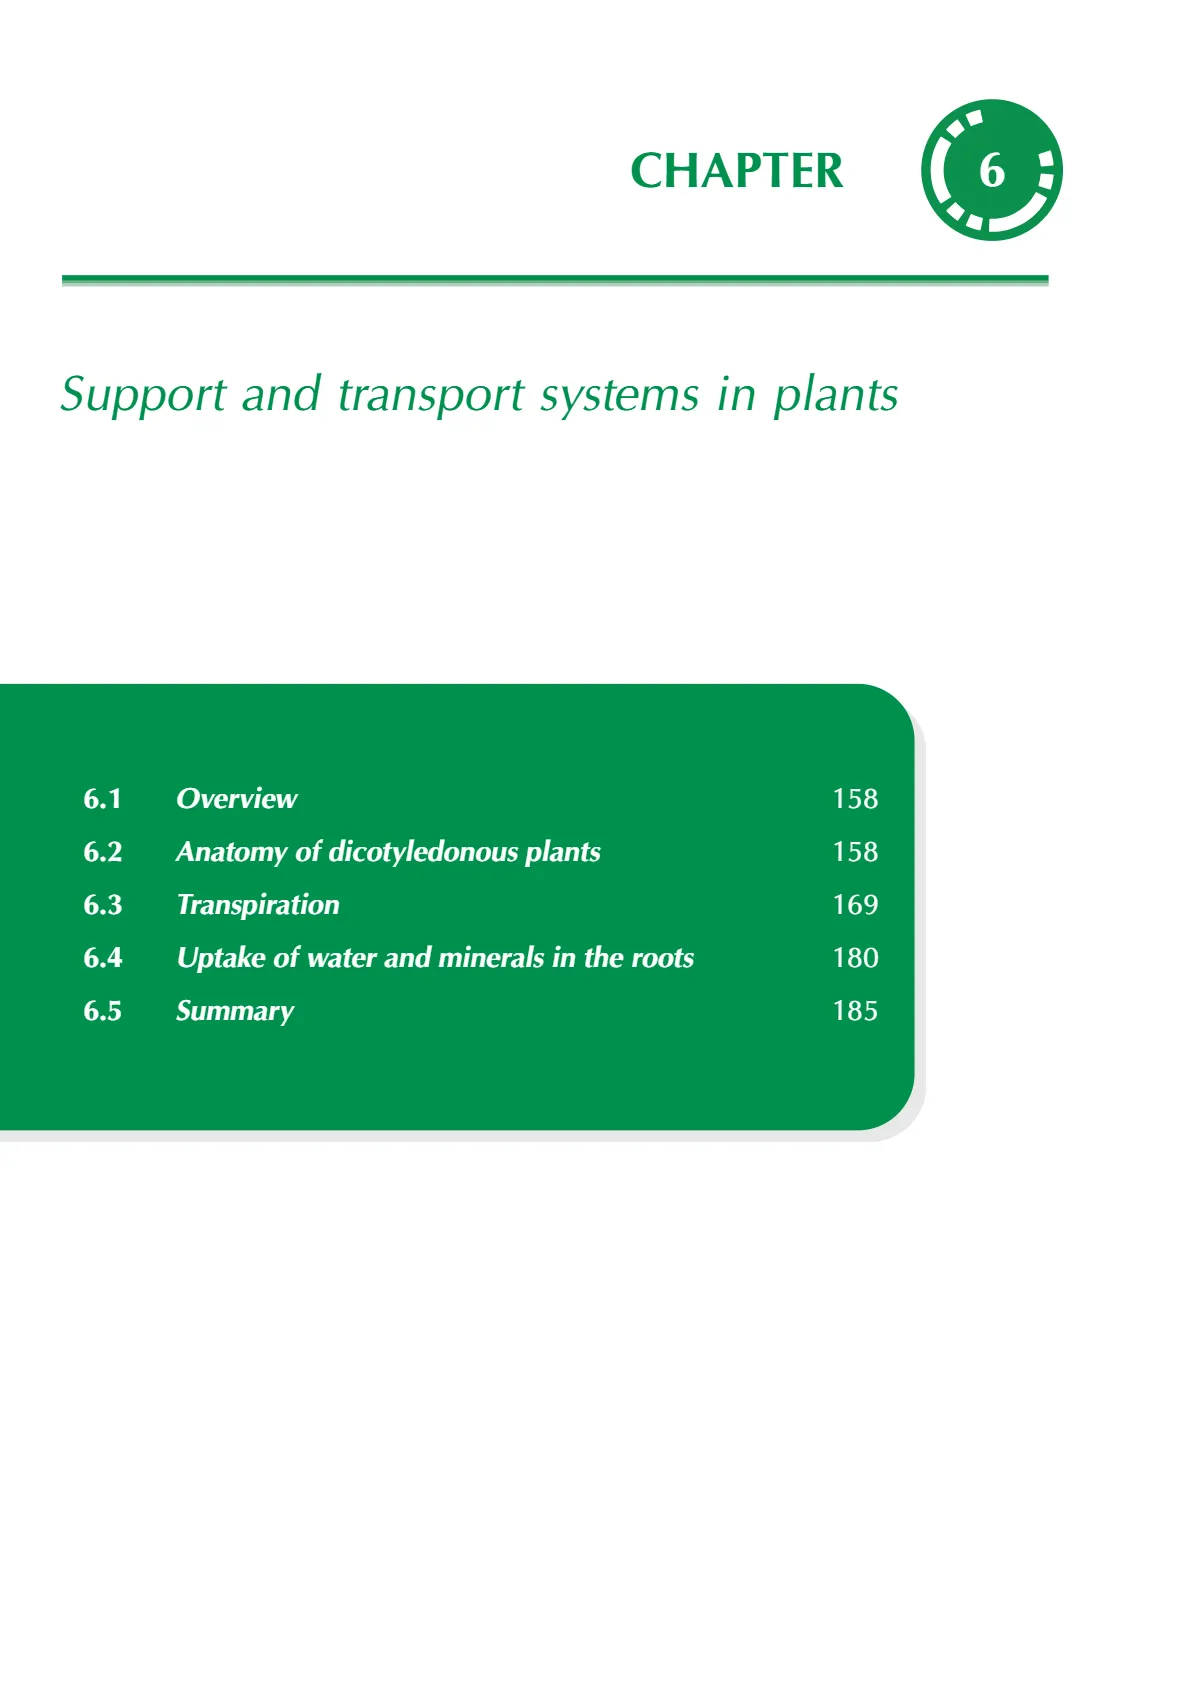 CHAPTER 6
Support and transport systems in plants
6.1 Overview 158
6.2 Anatomy of dicotyledonous plants 158
6.3 Transpiration 169
6.4 Uptake of water and minerals in the roots 180
6.5 Summary 185